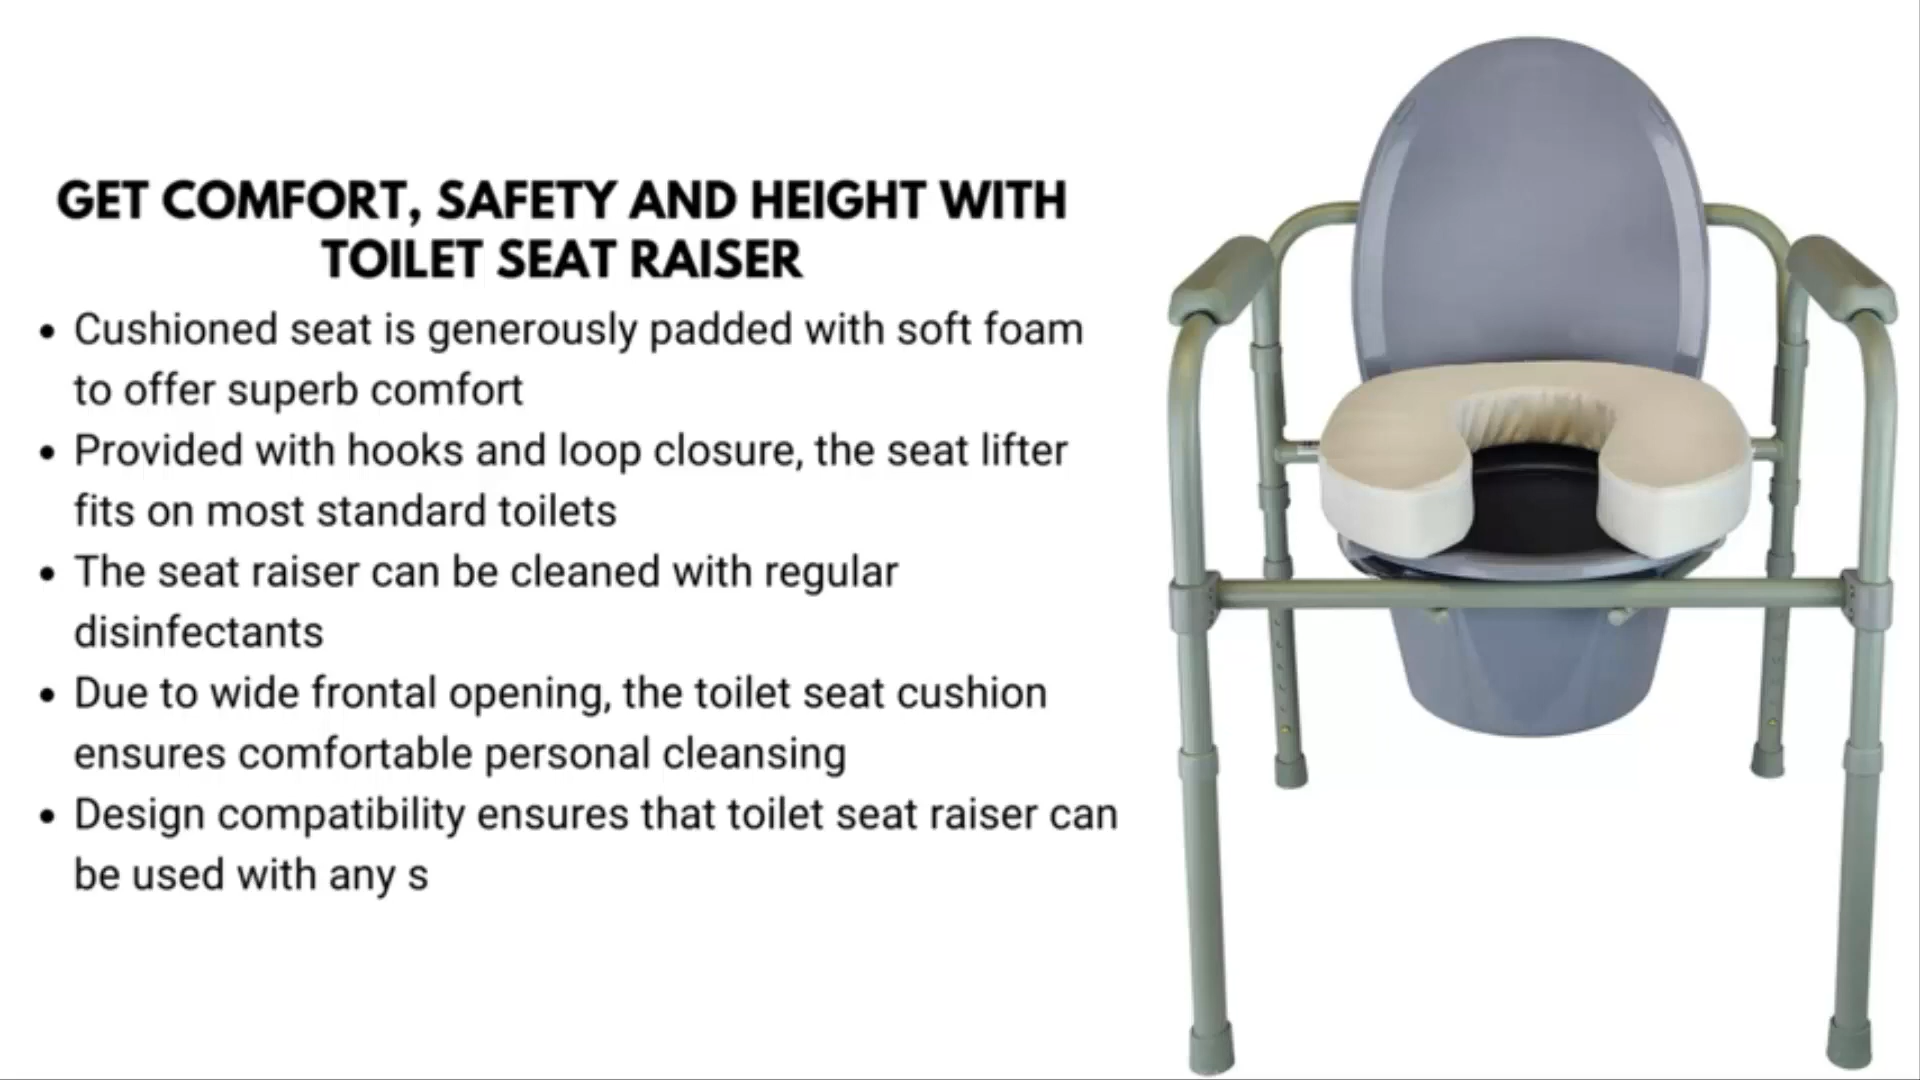 GET COMFORT, SAFETY AND HEIGHT WITH
TOILET SEAT RAISER
• Cushioned seat is generously padded with soft foam
to offer superb comfort
• Provided with hooks and loop closure, the seat lifter
fits on most standard toilets
• The seat raiser can be cleaned with regular
disinfectants
• Due to wide frontal opening, the toilet seat cushion
ensures comfortable personal cleansing
• Design compatibility ensures that toilet seat raiser can
be used with any s